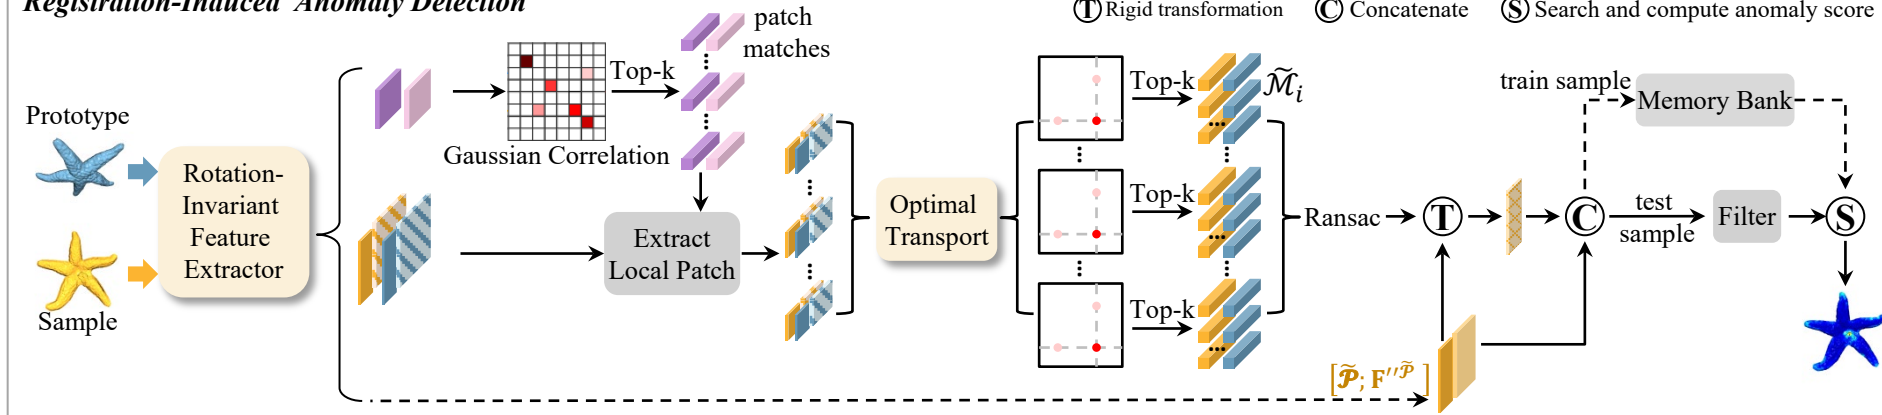 Registration-Induced Anomaly Detection
T Rigid transformation
C Concatenate
S Search and compute anomaly score
Prototype
Sample
Rotation-
Invariant
Feature
Extractor
Gaussian Correlation
Top-k
patch
matches
Extract
Local Patch
Optimal
Transport
Top-k
Top-k
Top-k
M̃ᵢ
Ransac
T
C
train sample
Memory Bank
test
sample
Filter
S
[P̃; F′′^P̃]